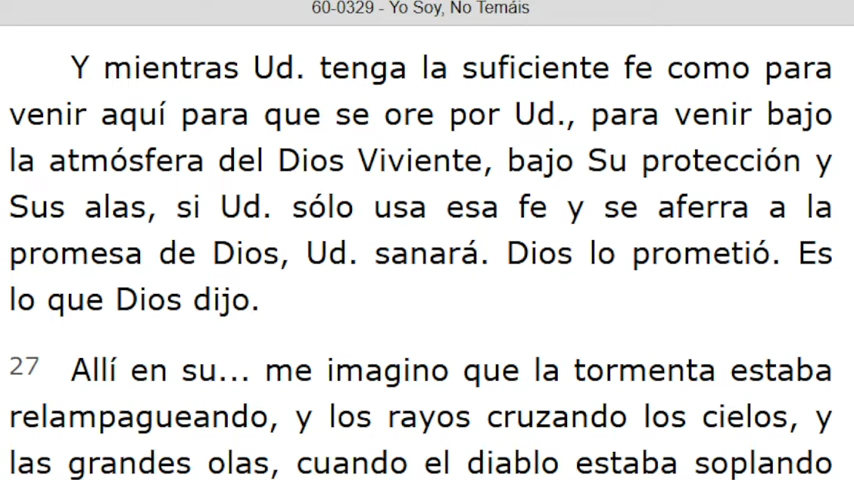 60-0329 - Yo Soy, No Temáis
Y mientras Ud. tenga la suficiente fe como para
venir aquí para que se ore por Ud., para venir bajo
la atmósfera del Dios Viviente, bajo Su protección y
Sus alas, si Ud. sólo usa esa fe y se aferra a la
promesa de Dios, Ud. sanará. Dios lo prometió. Es
lo que Dios dijo.
27 Allí en su... me imagino que la tormenta estaba
relampagueando, y los rayos cruzando los cielos, y
las grandes olas, cuando el diablo estaba soplando